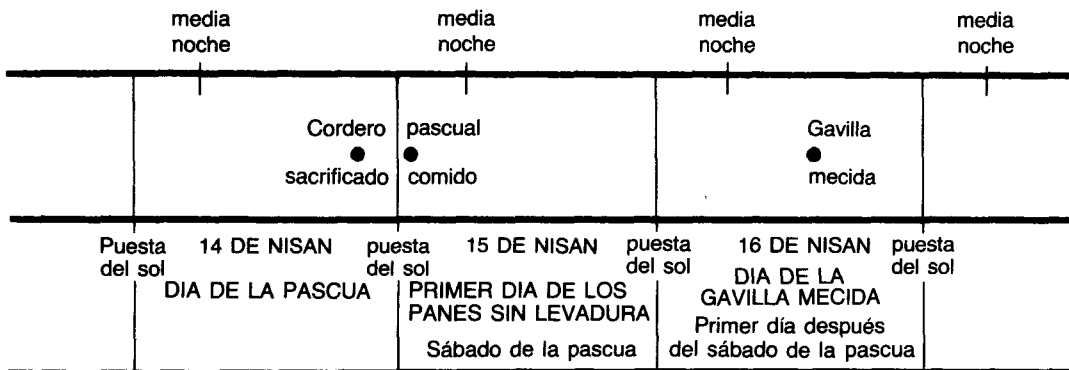 media media media media
noche noche noche noche
Cordero pascual Gavilla
sacrificado comido mecida
Puesta 14 DE NISAN puesta 15 DE NISAN puesta 16 DE NISAN puesta
del sol del sol del sol del sol
DIA DE LA PASCUA
PRIMER DIA DE LOS
PANES SIN LEVADURA
Sábado de la pascua
DIA DE LA
GAVILLA MECIDA
Primer día después
del sábado de la pascua